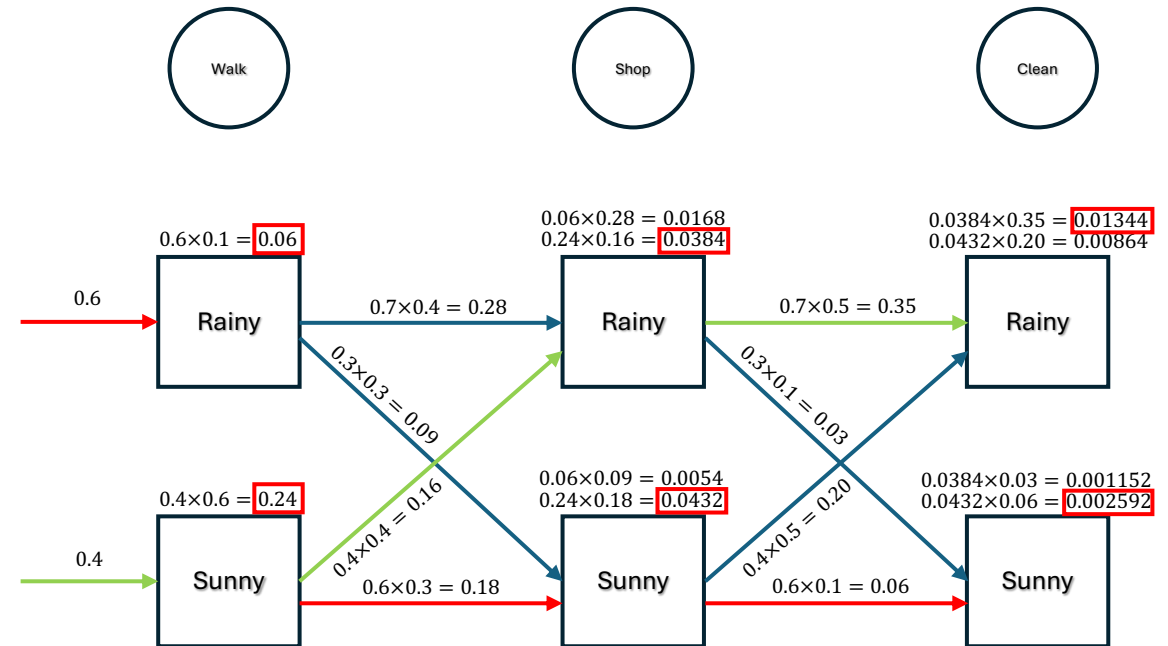 Walk
Shop
Clean
0.6×0.1 = 0.06
0.06×0.28 = 0.0168
0.24×0.16 = 0.0384
0.0384×0.35 = 0.01344
0.0432×0.20 = 0.00864
0.6
Rainy
0.7×0.4 = 0.28
Rainy
0.7×0.5 = 0.35
Rainy
0.3×0.3 = 0.09
0.3×0.1 = 0.03
0.4×0.6 = 0.24
0.4×0.4 = 0.16
0.06×0.09 = 0.0054
0.24×0.18 = 0.0432
0.4×0.5 = 0.20
0.0384×0.03 = 0.001152
0.0432×0.06 = 0.002592
0.4
Sunny
0.6×0.3 = 0.18
Sunny
0.6×0.1 = 0.06
Sunny